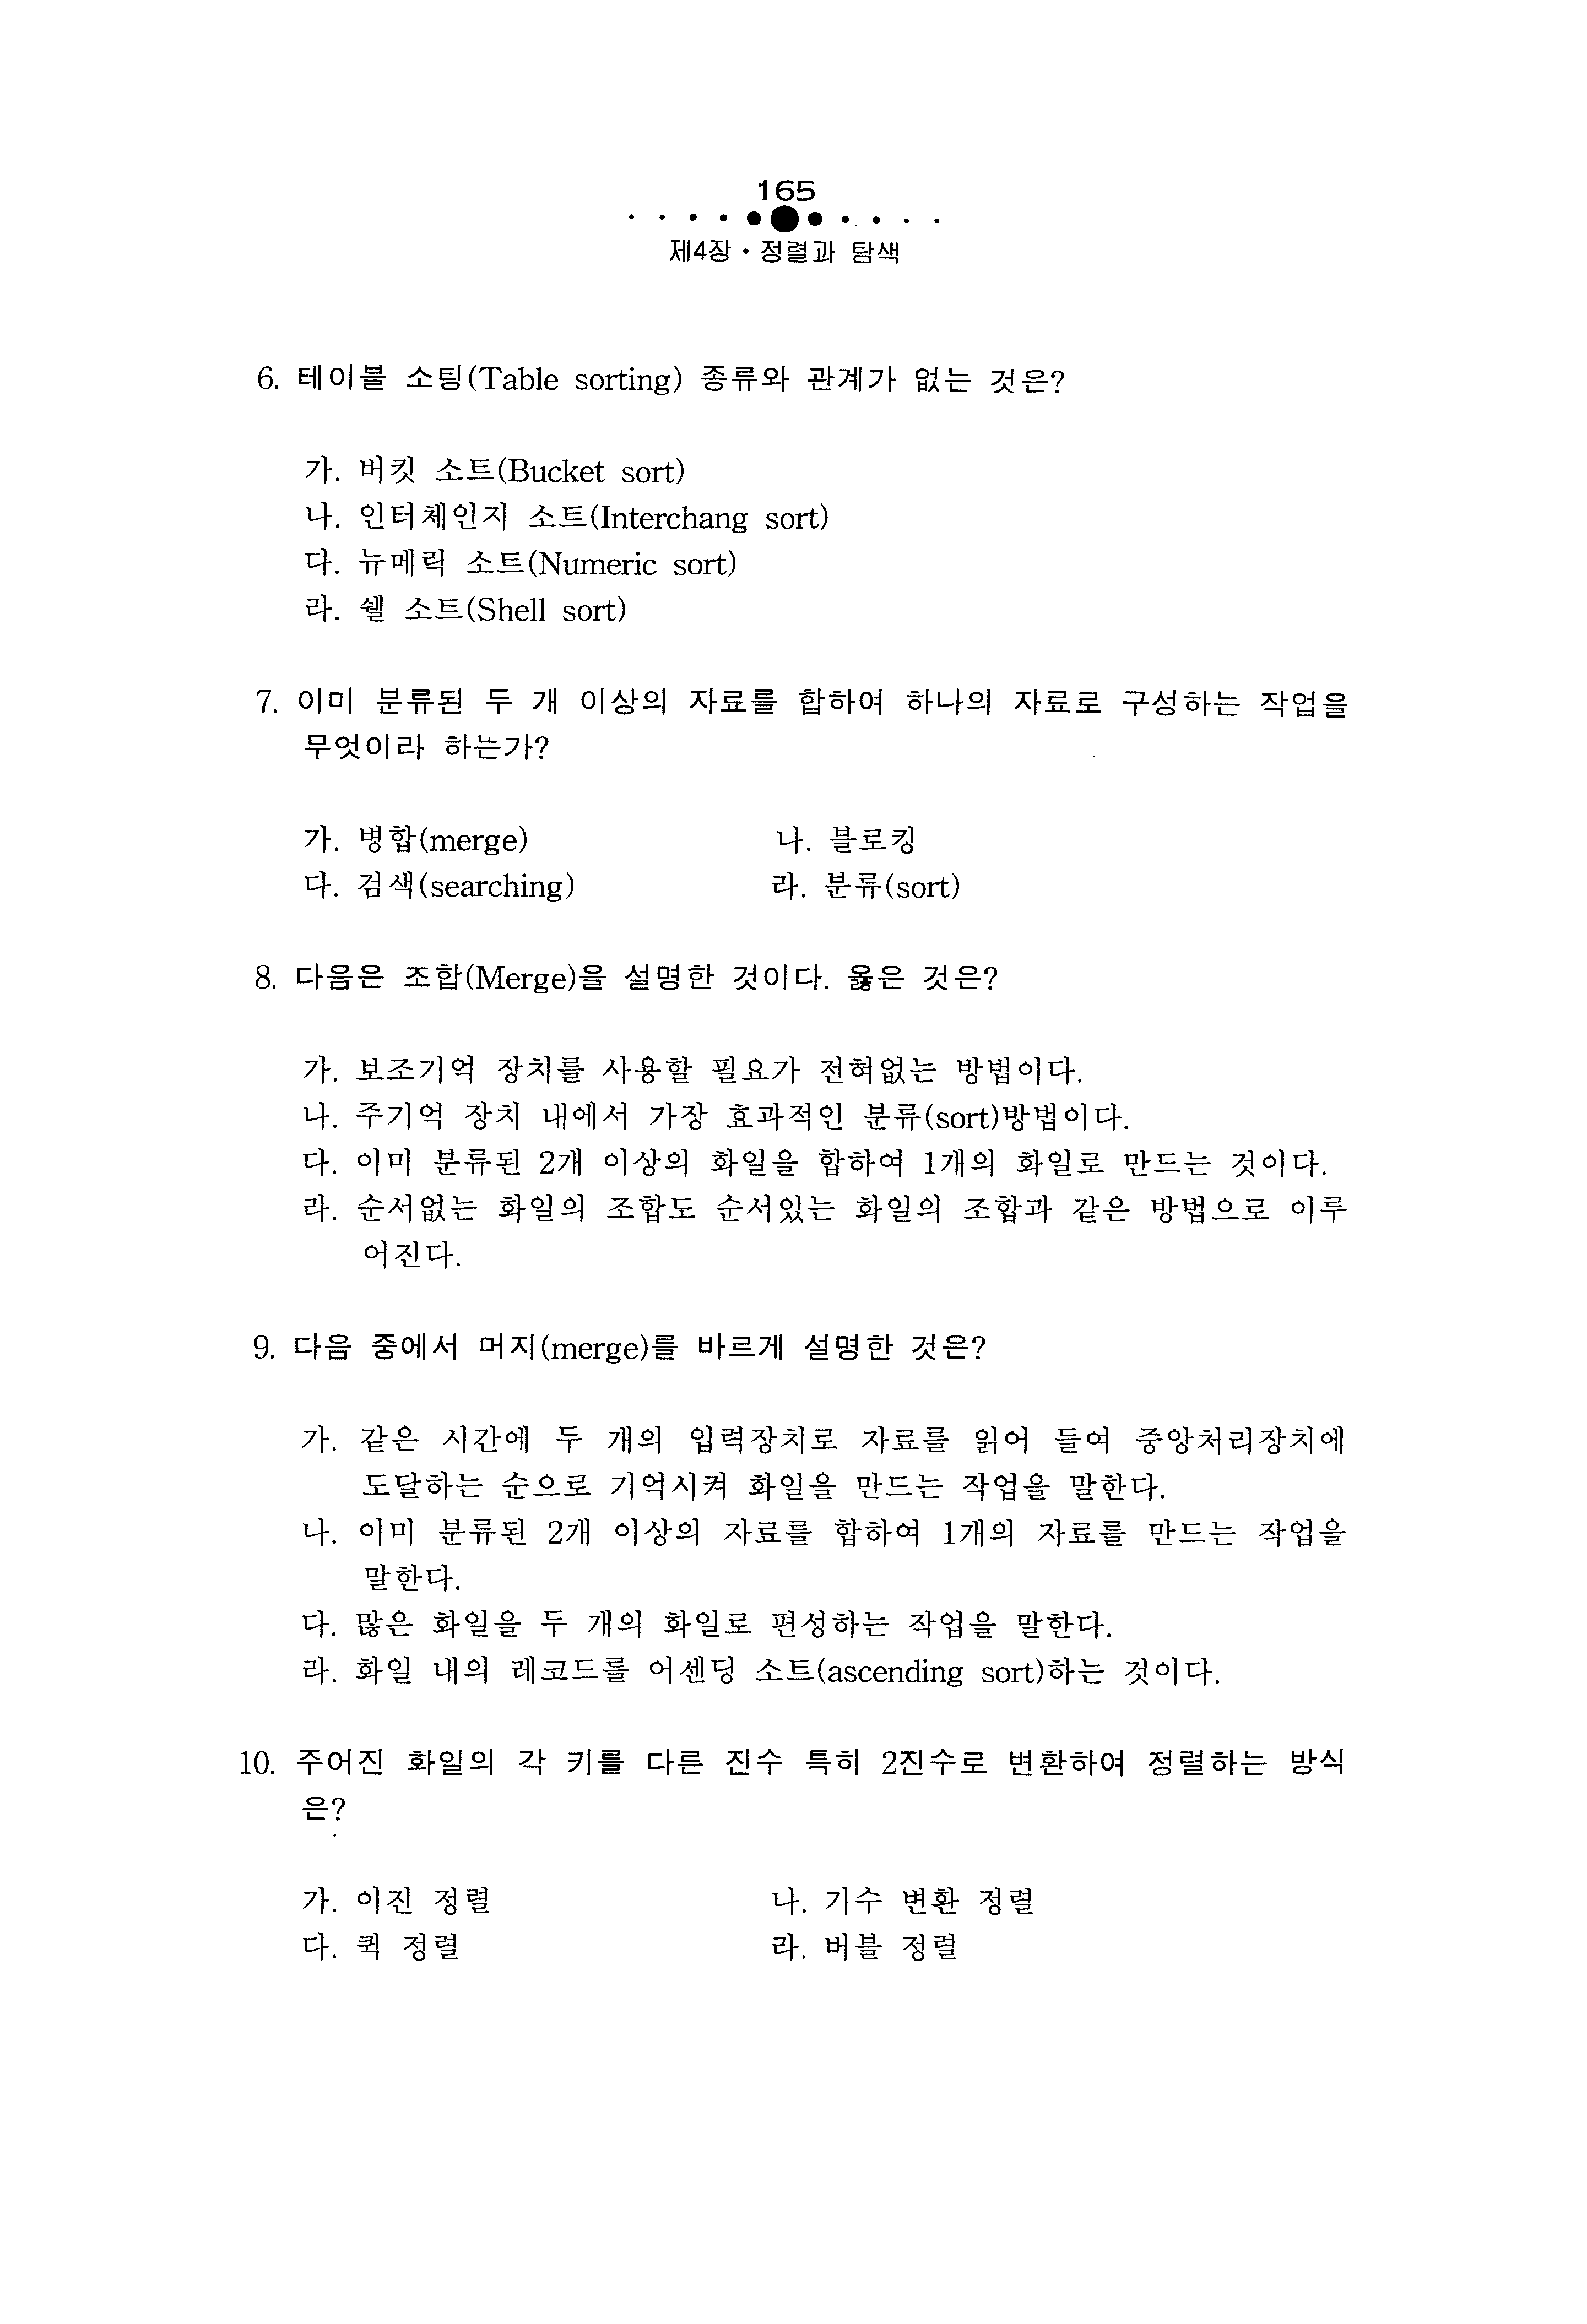 165
제4장 • 정렬과 탐색
6. 테이블 소팅(Table sorting) 종류와 관계가 없는 것은?
가. 버킷 소트(Bucket sort)
나. 인터체인지 소트(Interchang sort)
다. 뉴메릭 소트(Numeric sort)
라. 쉘 소트(Shell sort)
7. 이미 분류된 두 개 이상의 자료를 합하여 하나의 자료로 구성하는 작업을
무엇이라 하는가?
가. 병합(merge) 나. 블로킹
다. 검색(searching) 라. 분류(sort)
8. 다음은 조합(Merge)을 설명한 것이다. 옳은 것은?
가. 보조기억 장치를 사용할 필요가 전혀없는 방법이다.
나. 주기억 장치 내에서 가장 효과적인 분류(sort)방법이다.
다. 이미 분류된 2개 이상의 화일을 합하여 1개의 화일로 만드는 것이다.
라. 순서없는 화일의 조합도 순서있는 화일의 조합과 같은 방법으로 이루
어진다.
9. 다음 중에서 머지(merge)를 바르게 설명한 것은?
가. 같은 시간에 두 개의 입력장치로 자료를 읽어 들여 중앙처리장치에
도달하는 순으로 기억시켜 화일을 만드는 작업을 말한다.
나. 이미 분류된 2개 이상의 자료를 합하여 1개의 자료를 만드는 작업을
말한다.
다. 많은 화일을 두 개의 화일로 편성하는 작업을 말한다.
라. 화일 내의 레코드를 어센딩 소트(ascending sort)하는 것이다.
10. 주어진 화일의 각 키를 다른 진수 특히 2진수로 변환하여 정렬하는 방식
은?
가. 이진 정렬 나. 기수 변환 정렬
다. 퀵 정렬 라. 버블 정렬